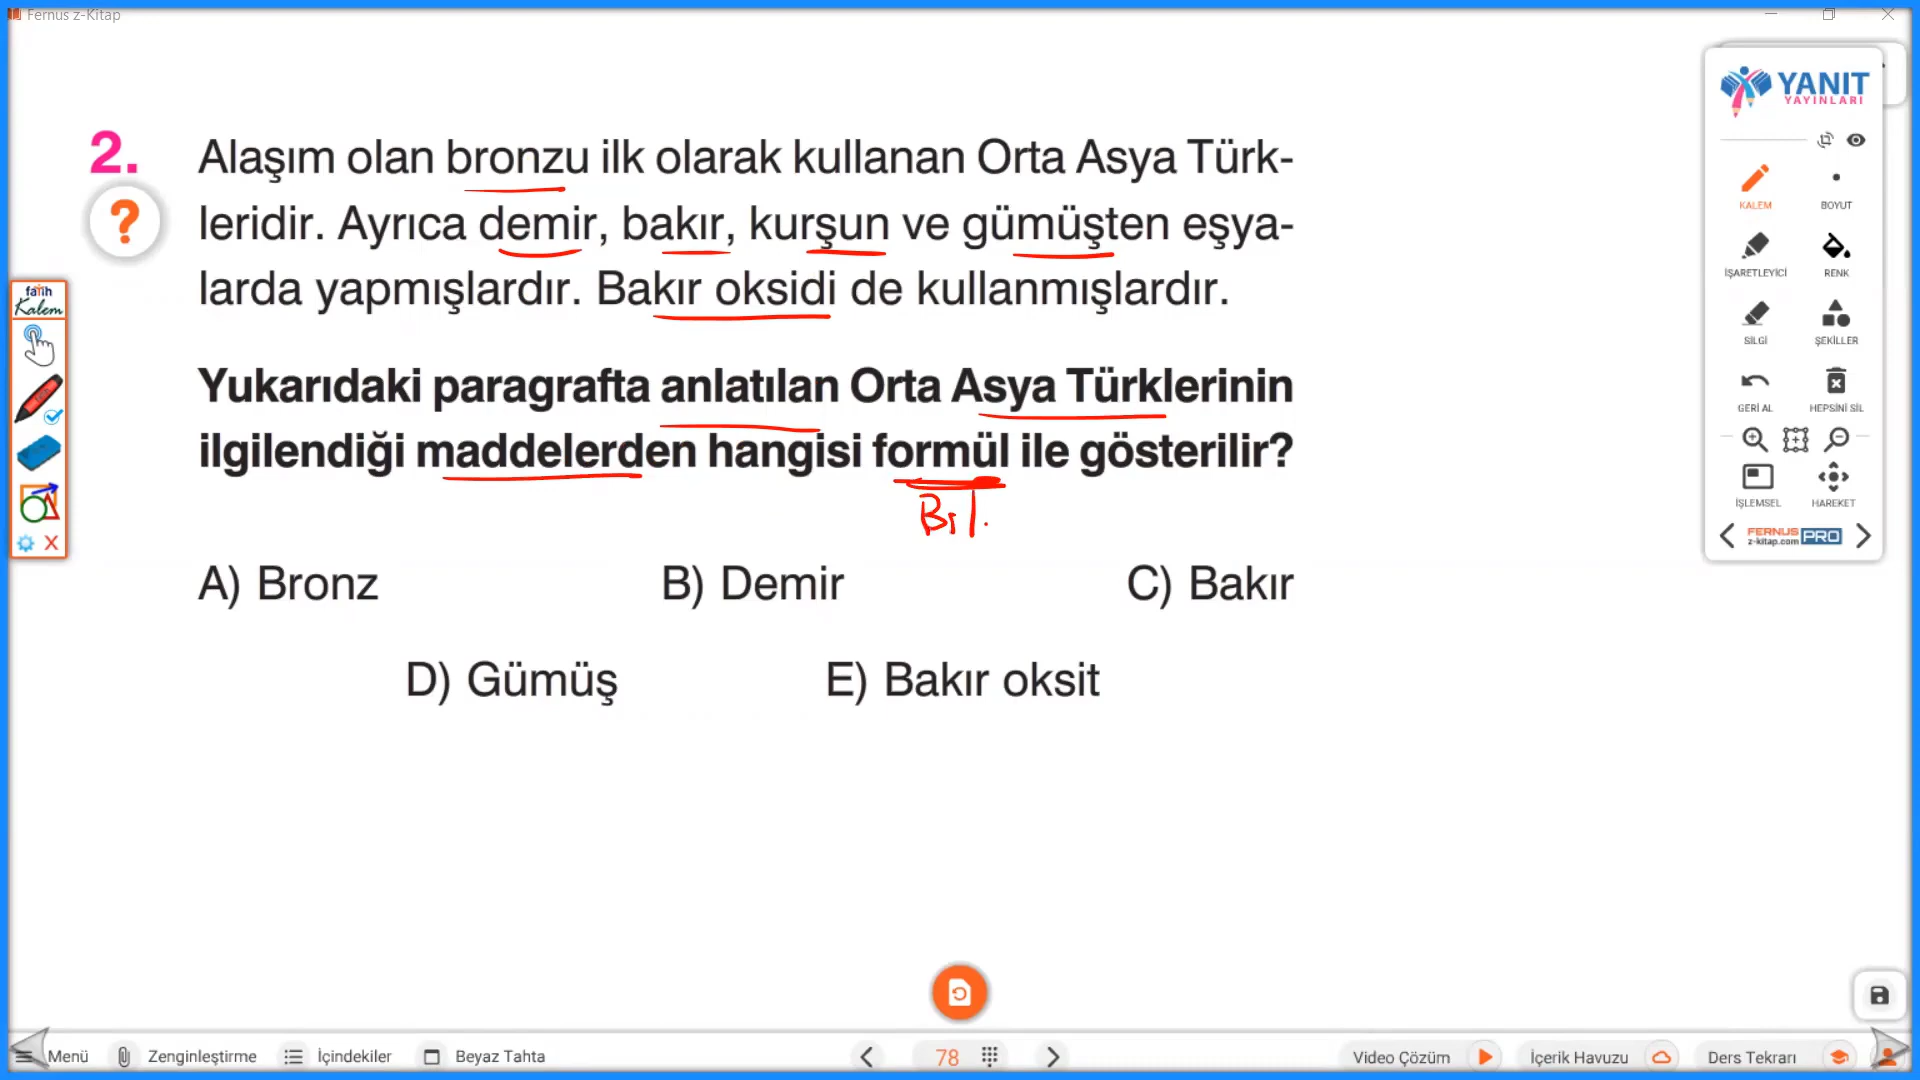 Fernus z-Kitap
YANIT
YAYINLARI
2. Alaşım olan bronzu ilk olarak kullanan Orta Asya Türk-
? leridir. Ayrıca demir, bakır, kurşun ve gümüşten eşya-
larda yapmışlardır. Bakır oksidi de kullanmışlardır.
Yukarıdaki paragrafta anlatılan Orta Asya Türklerinin
ilgilendiği maddelerden hangisi formül ile gösterilir?
Bil.
A) Bronz B) Demir C) Bakır
D) Gümüş E) Bakır oksit
fatih
Kalem
KALEM BOYUT
İŞARETLEYİCİ RENK
SİLGİ ŞEKİLLER
GERİ AL HEPSİNİ SİL
İŞLEMSEL HAREKET
FERNUS PRO
z-kitap.com
Menü Zenginleştirme İçindekiler Beyaz Tahta 78 Video Çözüm İçerik Havuzu Ders Tekrarı